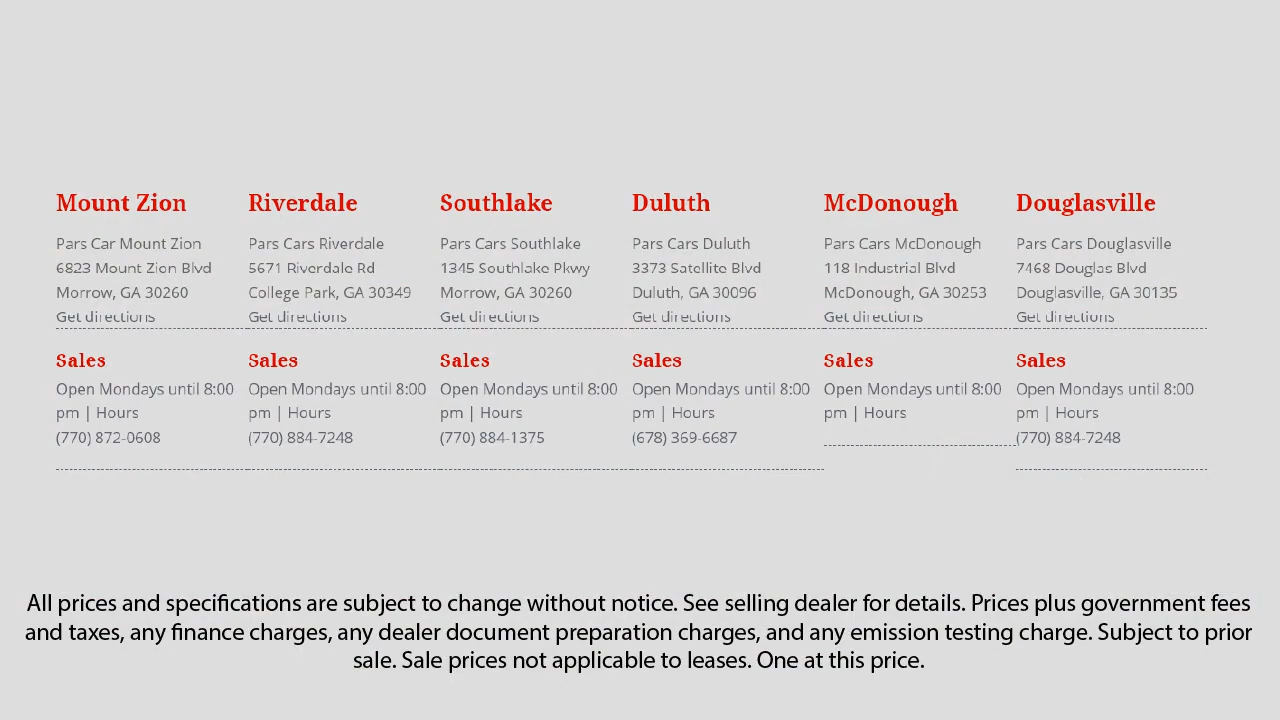 Mount Zion
Pars Car Mount Zion
6823 Mount Zion Blvd
Morrow, GA 30260
Get directions
Sales
Open Mondays until 8:00
pm | Hours
(770) 872-0608
Riverdale
Pars Cars Riverdale
5671 Riverdale Rd
College Park, GA 30349
Get directions
Sales
Open Mondays until 8:00
pm | Hours
(770) 884-7248
Southlake
Pars Cars Southlake
1345 Southlake Pkwy
Morrow, GA 30260
Get directions
Sales
Open Mondays until 8:00
pm | Hours
(770) 884-1375
Duluth
Pars Cars Duluth
3373 Satellite Blvd
Duluth, GA 30096
Get directions
Sales
Open Mondays until 8:00
pm | Hours
(678) 369-6687
McDonough
Pars Cars McDonough
118 Industrial Blvd
McDonough, GA 30253
Get directions
Sales
Open Mondays until 8:00
pm | Hours
Douglasville
Pars Cars Douglasville
7468 Douglas Blvd
Douglasville, GA 30135
Get directions
Sales
Open Mondays until 8:00
pm | Hours
(770) 884-7248
All prices and specifications are subject to change without notice. See selling dealer for details. Prices plus government fees
and taxes, any finance charges, any dealer document preparation charges, and any emission testing charge. Subject to prior
sale. Sale prices not applicable to leases. One at this price.